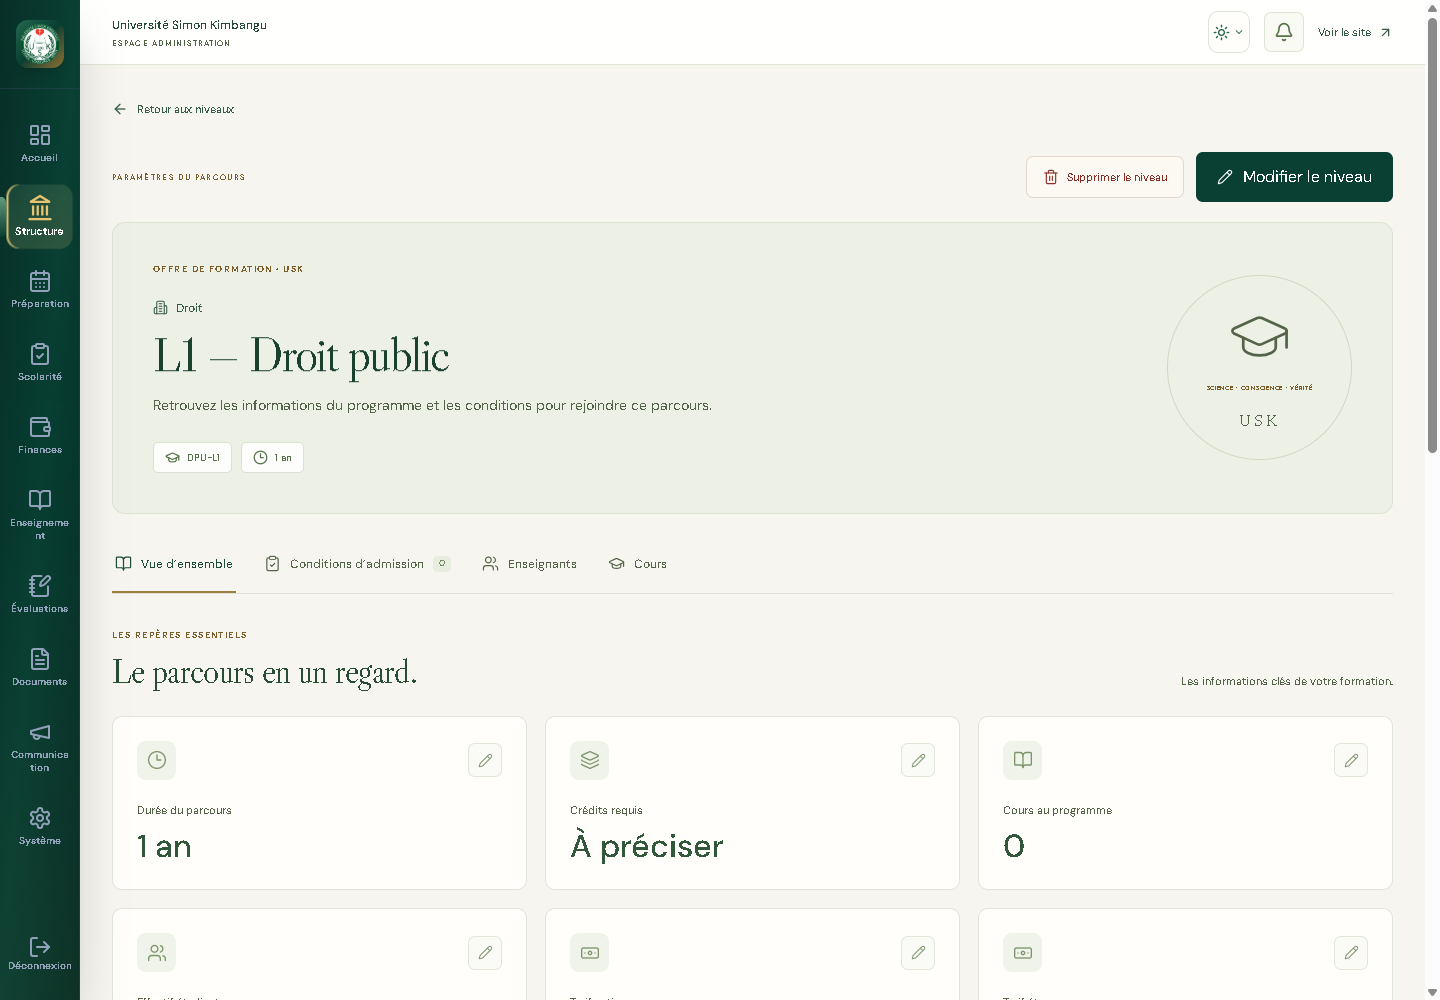 Université Simon Kimbangu
ESPACE ADMINISTRATION
Voir le site
Accueil
Structure
Préparation
Scolarité
Finances
Enseigneme
nt
Évaluations
Documents
Communica
tion
Système
Déconnexion
Retour aux niveaux
PARAMÈTRES DU PARCOURS
Supprimer le niveau
Modifier le niveau
OFFRE DE FORMATION • USK
Droit
L1 — Droit public
Retrouvez les informations du programme et les conditions pour rejoindre ce parcours.
DPU-L1
1 an
SCIENCE • CONSCIENCE • VÉRITÉ
USK
Vue d'ensemble
Conditions d'admission 0
Enseignants
Cours
LES REPÈRES ESSENTIELS
Le parcours en un regard.
Les informations clés de votre formation.
Durée du parcours
1 an
Crédits requis
À préciser
Cours au programme
0